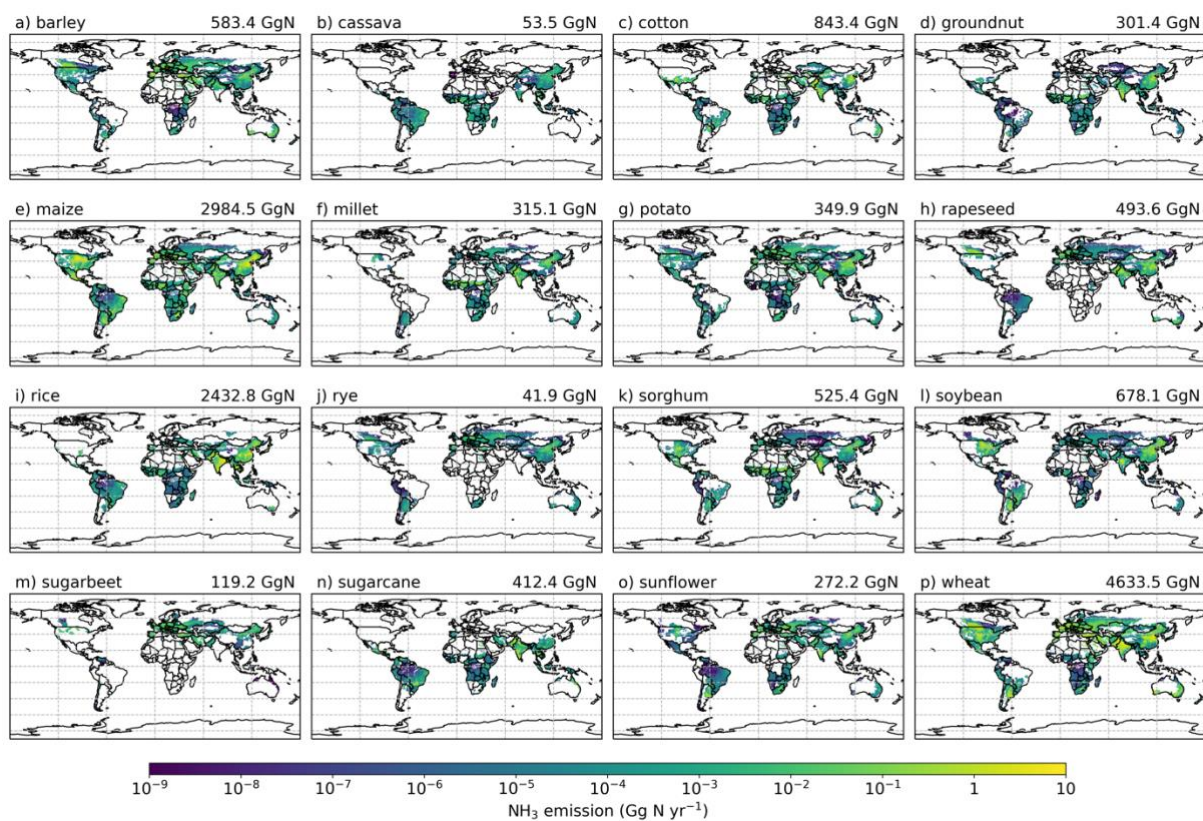 a) barley 583.4 GgN b) cassava 53.5 GgN c) cotton 843.4 GgN d) groundnut 301.4 GgN
e) maize 2984.5 GgN f) millet 315.1 GgN g) potato 349.9 GgN h) rapeseed 493.6 GgN
i) rice 2432.8 GgN j) rye 41.9 GgN k) sorghum 525.4 GgN l) soybean 678.1 GgN
m) sugarbeet 119.2 GgN n) sugarcane 412.4 GgN o) sunflower 272.2 GgN p) wheat 4633.5 GgN
10⁻⁹ 10⁻⁸ 10⁻⁷ 10⁻⁶ 10⁻⁵ 10⁻⁴ 10⁻³ 10⁻² 10⁻¹ 1 10
NH₃ emission (Gg N yr⁻¹)